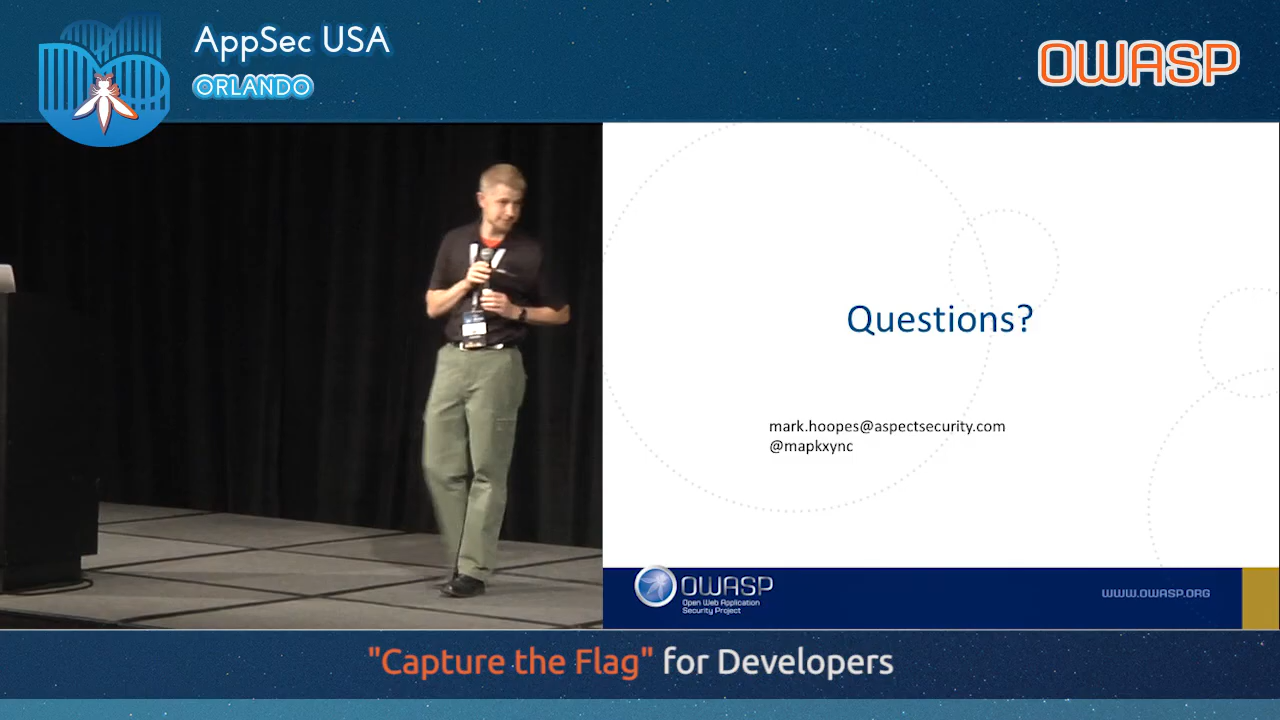 AppSec USA
ORLANDO
OWASP
Questions?
mark.hoopes@aspectsecurity.com
@mapkxync
OWASP
Open Web Application
Security Project
WWW.OWASP.ORG
"Capture the Flag" for Developers